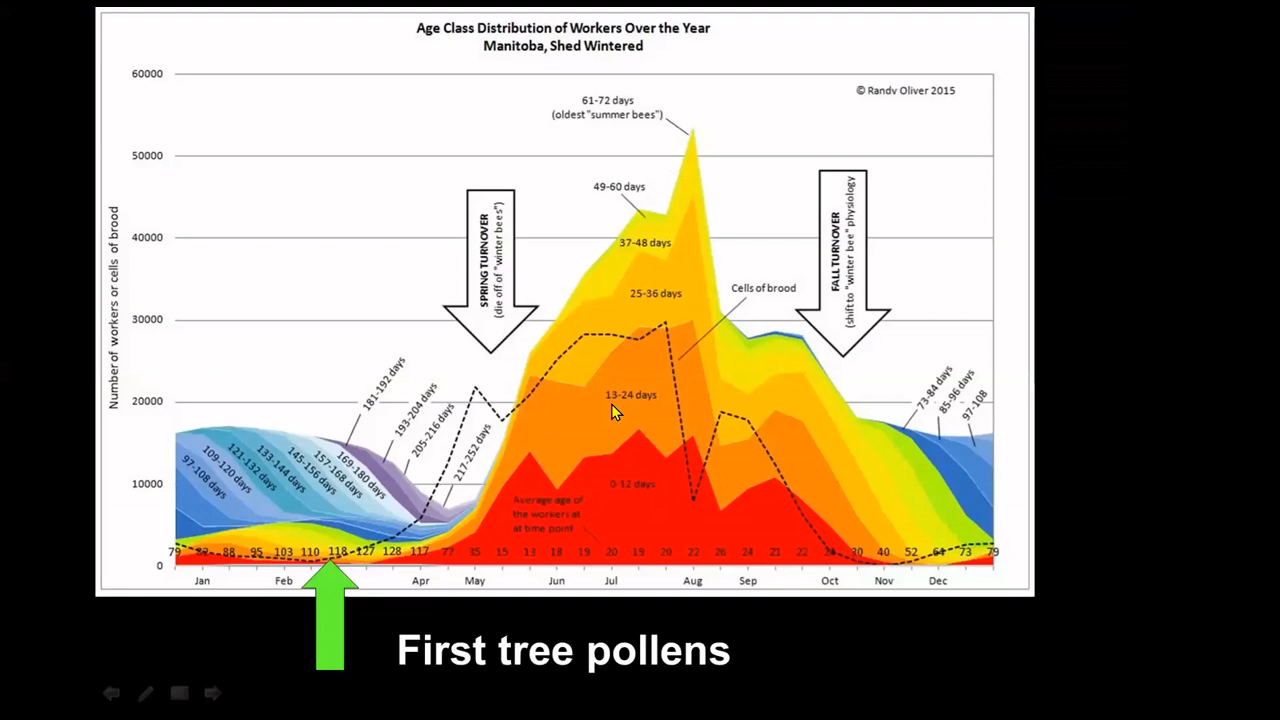 Age Class Distribution of Workers Over the Year
Manitoba, Shed Wintered
60000
© Randy Oliver 2015
61-72 days
(oldest "summer bees")
50000
49-60 days
SPRING TURNOVER
(die off of "winter bees")
FALL TURNOVER
(shift to "winter bee" physiology
40000
37-48 days
25-36 days
Cells of brood
30000
Number of workers or cells of brood
20000
13-24 days
181-192 days
193-204 days
205-216 days
217-252 days
73-84 days
85-96 days
97-108
169-180 days
157-168 days
145-156 days
133-144 days
121-132 days
109-120 days
97-108 days
10000
0-12 days
Average age of
the workers at
at time point
79 82 88 95 103 110 118 127 128 117 77 35 15 13 18 19 20 19 20 22 26 24 21 22 24 30 40 52 64 73 79
0
Jan Feb Apr May Jun Jul Aug Sep Oct Nov Dec
First tree pollens